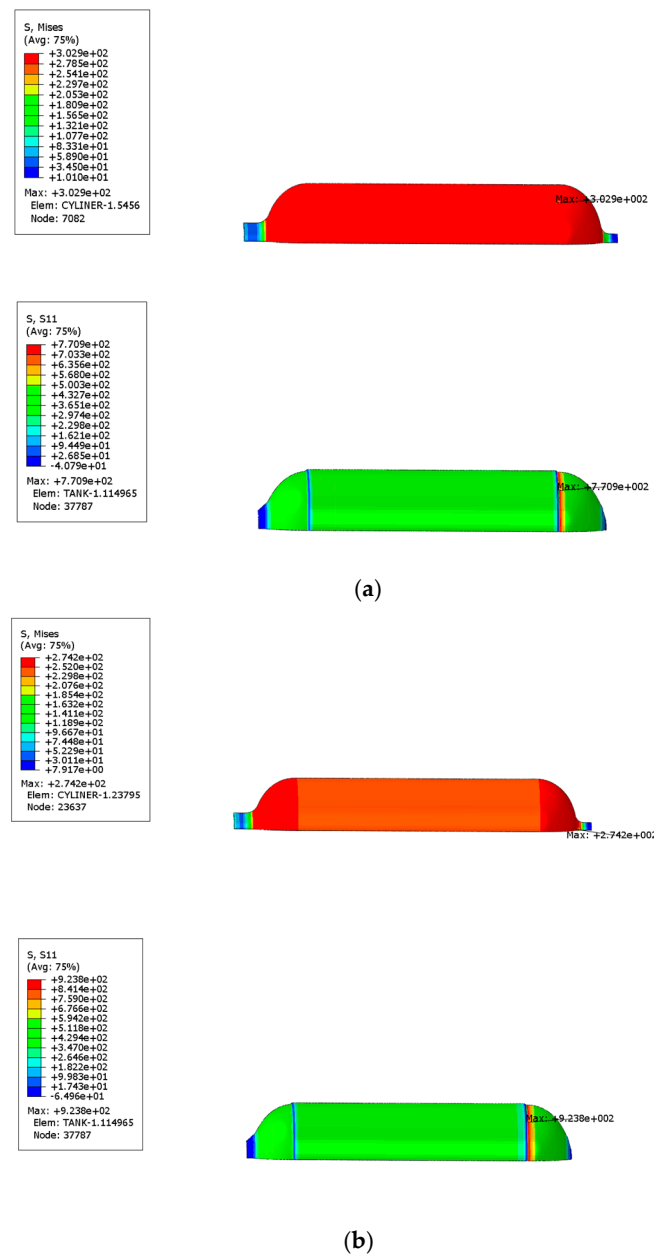 S, Mises
(Avg: 75%)
+3.029e+02
+2.785e+02
+2.541e+02
+2.297e+02
+2.053e+02
+1.809e+02
+1.565e+02
+1.321e+02
+1.077e+02
+8.331e+01
+5.890e+01
+3.450e+01
+1.010e+01
Max: +3.029e+02
Elem: CYLINER-1.5456
Node: 7082
Max: +3.029e+002
S, S11
(Avg: 75%)
+7.709e+02
+7.033e+02
+6.356e+02
+5.680e+02
+5.003e+02
+4.327e+02
+3.651e+02
+2.974e+02
+2.298e+02
+1.621e+02
+9.449e+01
+2.685e+01
-4.079e+01
Max: +7.709e+02
Elem: TANK-1.114965
Node: 37787
Max: +7.709e+002
(a)
S, Mises
(Avg: 75%)
+2.742e+02
+2.520e+02
+2.298e+02
+2.076e+02
+1.854e+02
+1.632e+02
+1.411e+02
+1.189e+02
+9.667e+01
+7.448e+01
+5.229e+01
+3.011e+01
+7.917e+00
Max: +2.742e+02
Elem: CYLINER-1.23795
Node: 23637
Max: +2.742e+002
S, S11
(Avg: 75%)
+9.238e+02
+8.414e+02
+7.590e+02
+6.766e+02
+5.942e+02
+5.118e+02
+4.294e+02
+3.470e+02
+2.646e+02
+1.822e+02
+9.983e+01
+1.743e+01
-6.496e+01
Max: +9.238e+02
Elem: TANK-1.114965
Node: 37787
Max: +9.238e+002
(b)